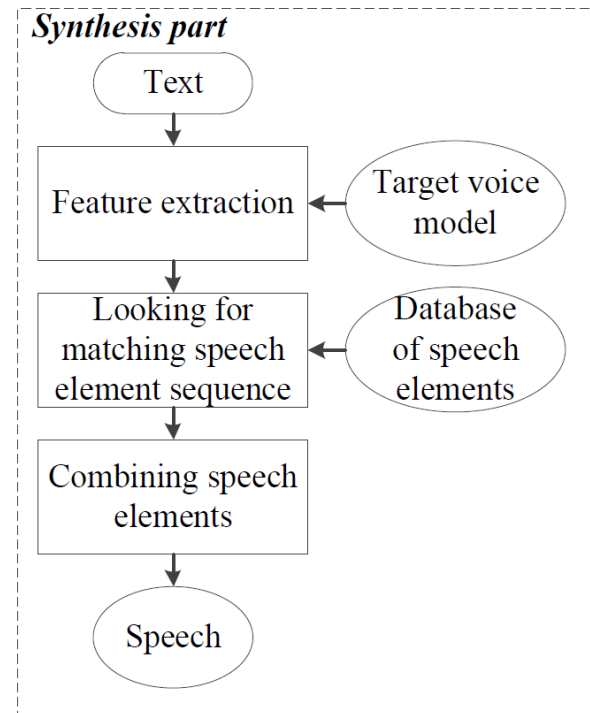 Synthesis part
Text
Feature extraction
Target voice
model
Looking for
matching speech
element sequence
Database
of speech
elements
Combining speech
elements
Speech